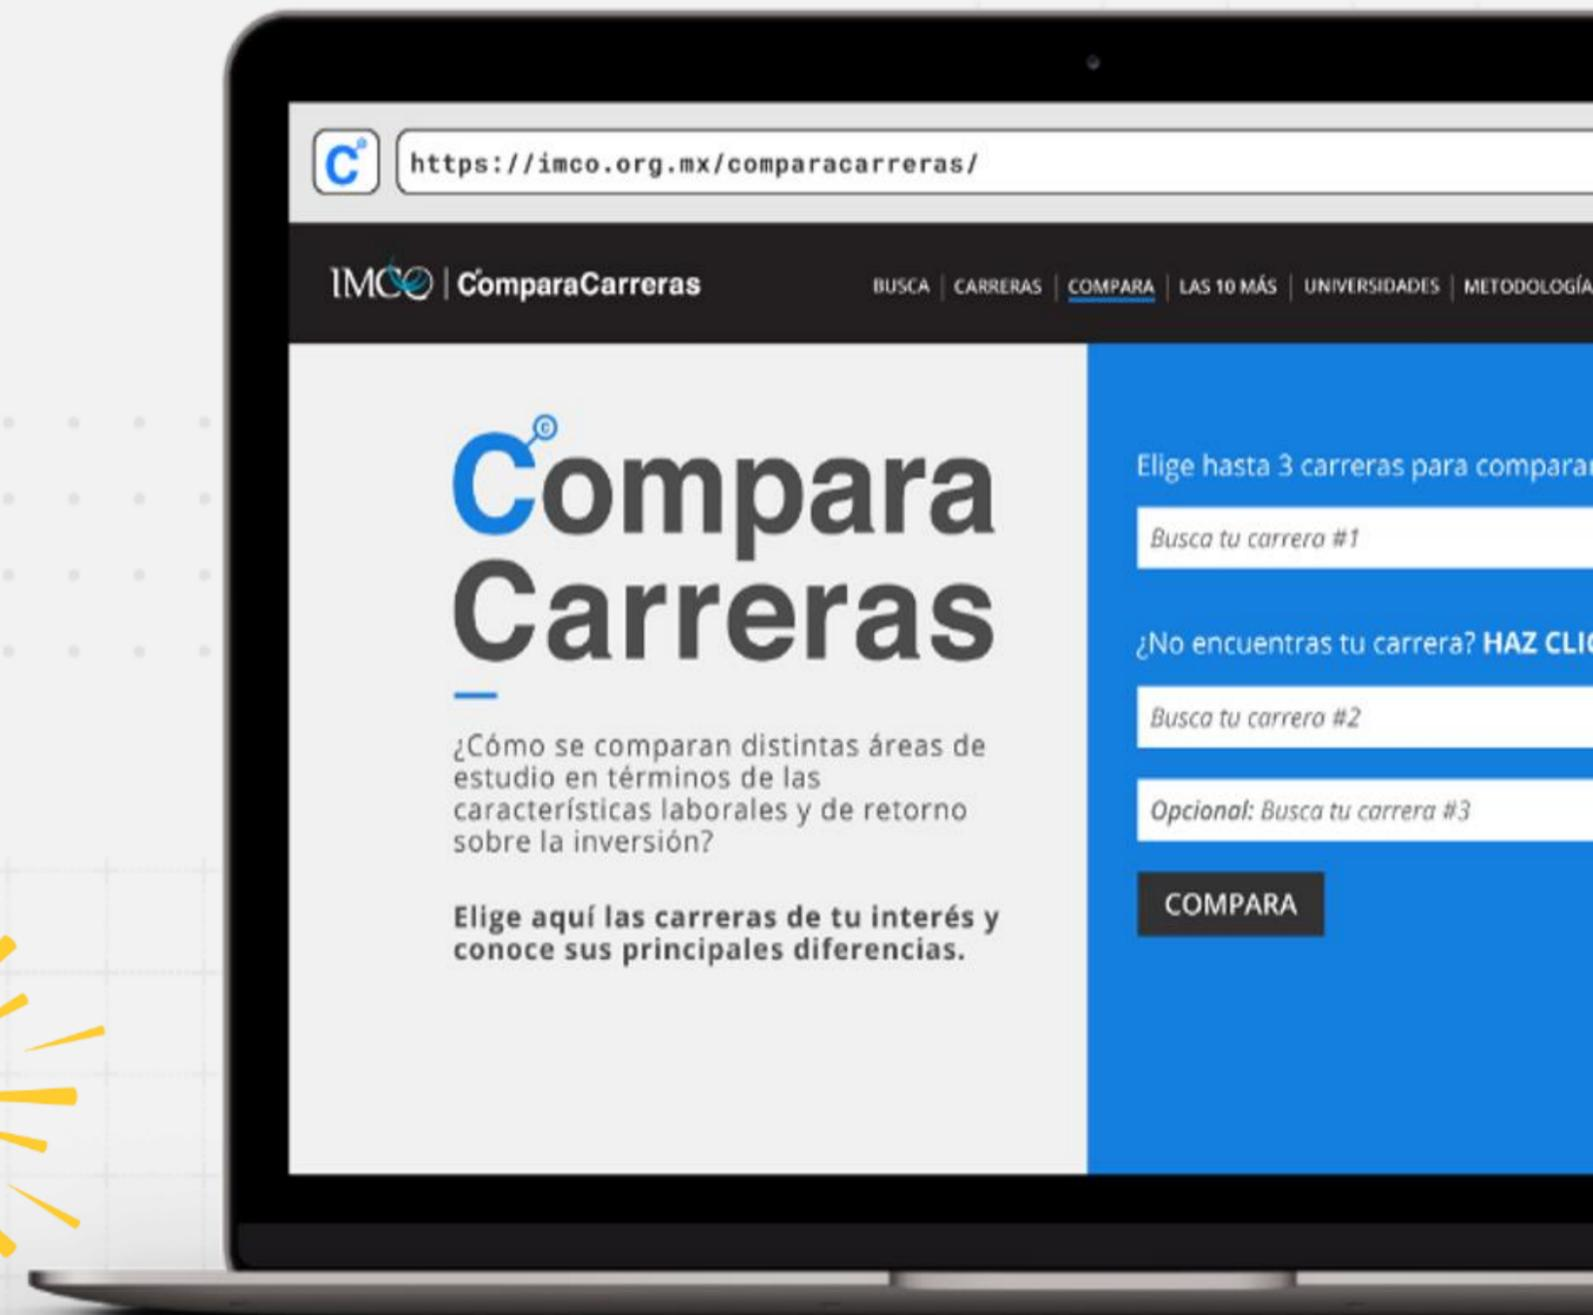 https://imco.org.mx/comparacarreras/
IMCO | ComparaCarreras
BUSCA | CARRERAS | COMPARA | LAS 10 MÁS | UNIVERSIDADES | METODOLOGÍA
Compara
Carreras
¿Cómo se comparan distintas áreas de
estudio en términos de las
características laborales y de retorno
sobre la inversión?
Elige aquí las carreras de tu interés y
conoce sus principales diferencias.
Elige hasta 3 carreras para comparar
Busca tu carrera #1
¿No encuentras tu carrera? HAZ CLIC
Busca tu carrera #2
Opcional: Busca tu carrera #3
COMPARA